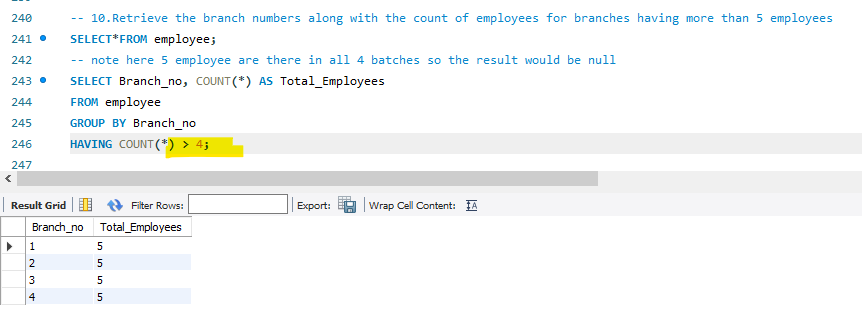 240 -- 10.Retrieve the branch numbers along with the count of employees for branches having more than 5 employees
241 SELECT*FROM employee;
242 -- note here 5 employee are there in all 4 batches so the result would be null
243 SELECT Branch_no, COUNT(*) AS Total_Employees
244 FROM employee
245 GROUP BY Branch_no
246 HAVING COUNT(*) > 4;
247
Result Grid Filter Rows: Export: Wrap Cell Content:
Branch_no Total_Employees
1 5
2 5
3 5
4 5